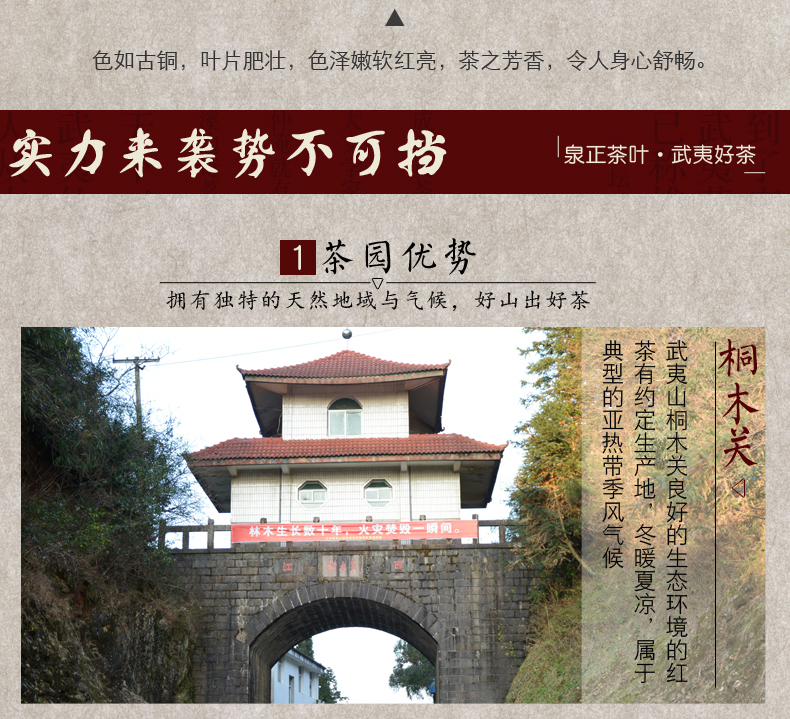 色如古铜，叶片肥壮，色泽嫩软红亮，茶之芳香，令人身心舒畅。
实力来袭势不可挡
泉正茶叶·武夷好茶
1茶园优势
拥有独特的天然地域与气候，好山出好茶
桐木关
武夷山桐木关良好的生态环境的红
茶有约定生产地，冬暖夏凉，属于
典型的亚热带季风气候
林木生长数十年，火灾焚毁一瞬间。